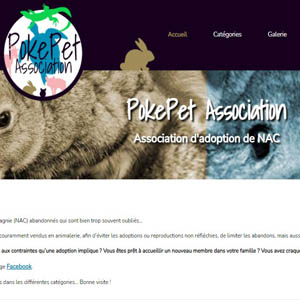 PokePet
Association
Accueil
Catégories
Galerie
PokePet Association
Association d'adoption de NAC
agnie (NAC) abandonnés qui sont bien trop souvent oubliés...
couramment vendus en animalerie, afin d'éviter les adoptions ou reproductions non réfléchies, de limiter les abandons, mais aus
aux contraintes qu'une adoption implique ? Vous êtes prêt à accueillir un nouveau membre dans votre famille ? Vous avez craqu
ge Facebook
s dans les différentes catégories... Bonne visite !